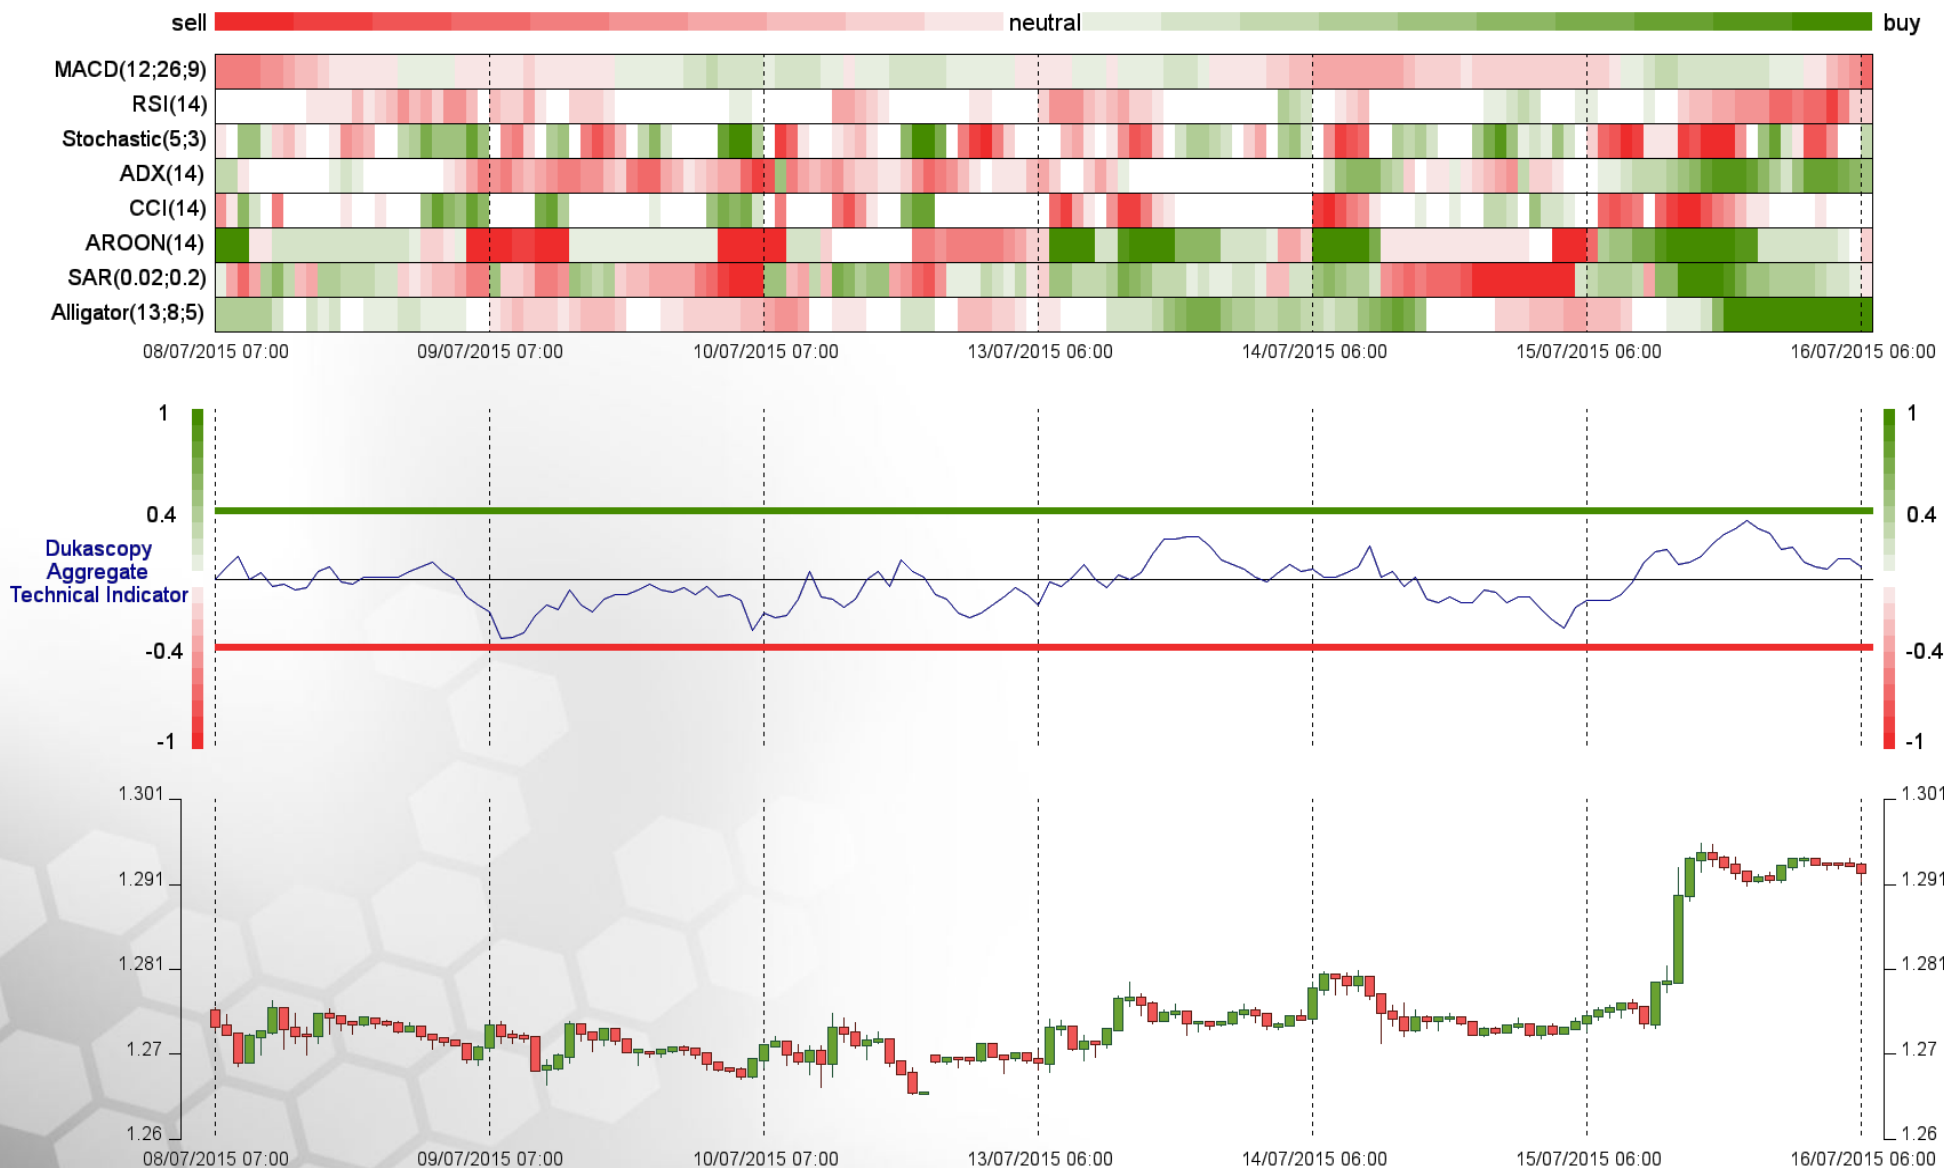 sell neutral buy
MACD(12;26;9)
RSI(14)
Stochastic(5;3)
ADX(14)
CCI(14)
AROON(14)
SAR(0.02;0.2)
Alligator(13;8;5)
08/07/2015 07:00 09/07/2015 07:00 10/07/2015 07:00 13/07/2015 06:00 14/07/2015 06:00 15/07/2015 06:00 16/07/2015 06:00
1 1
0.4 0.4
Dukascopy
Aggregate
Technical Indicator
-0.4 -0.4
-1 -1
1.301 1.301
1.291 1.291
1.281 1.281
1.27 1.27
1.26 1.26
08/07/2015 07:00 09/07/2015 07:00 10/07/2015 07:00 13/07/2015 06:00 14/07/2015 06:00 15/07/2015 06:00 16/07/2015 06:00